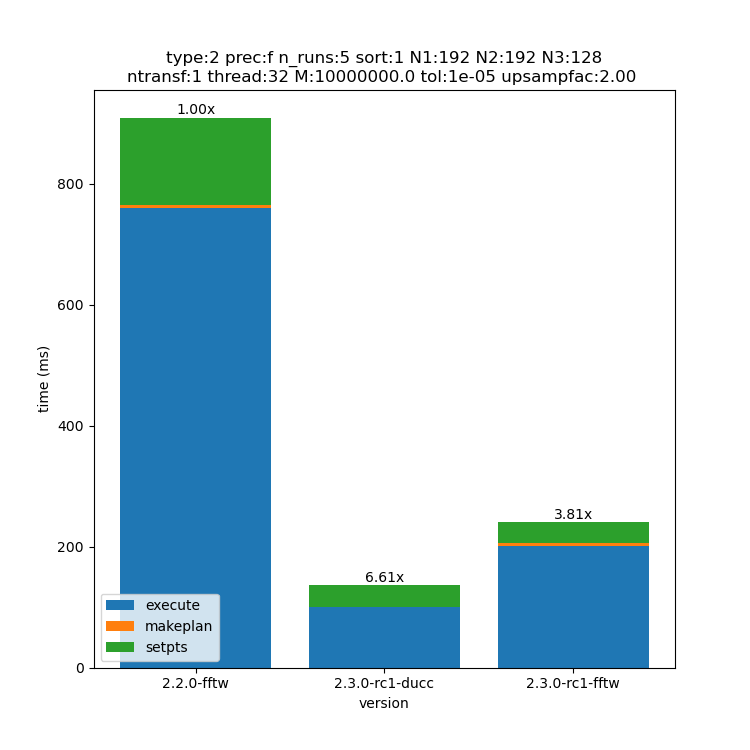 type:2 prec:f n_runs:5 sort:1 N1:192 N2:192 N3:128
ntransf:1 thread:32 M:10000000.0 tol:1e-05 upsampfac:2.00
1.00x
6.61x
3.81x
800
600
400
200
0
time (ms)
execute
makeplan
setpts
2.2.0-fftw
2.3.0-rc1-ducc
2.3.0-rc1-fftw
version